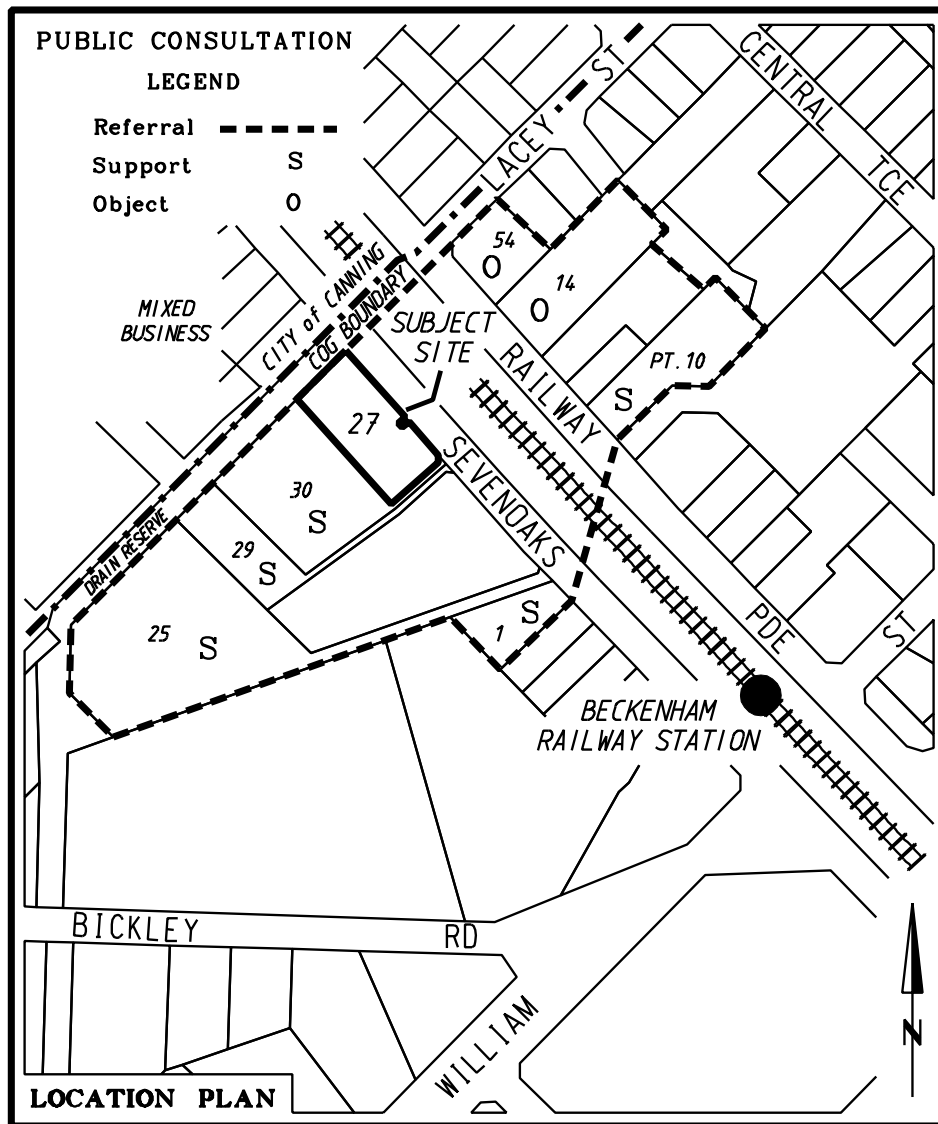 PUBLIC CONSULTATION
LEGEND
Referral
Support S
Object O
LACEY ST
CENTRAL TCE
CITY of CANNING
COG BOUNDARY
MIXED
BUSINESS
54
O
14
O
SUBJECT
SITE
RAILWAY PDE
PT.10
S
27
SEVENOAKS
30
S
29
S
DRAIN RESERVE
25
S
1
S
ST
BECKENHAM
RAILWAY STATION
BICKLEY RD
WILLIAM
N
LOCATION PLAN